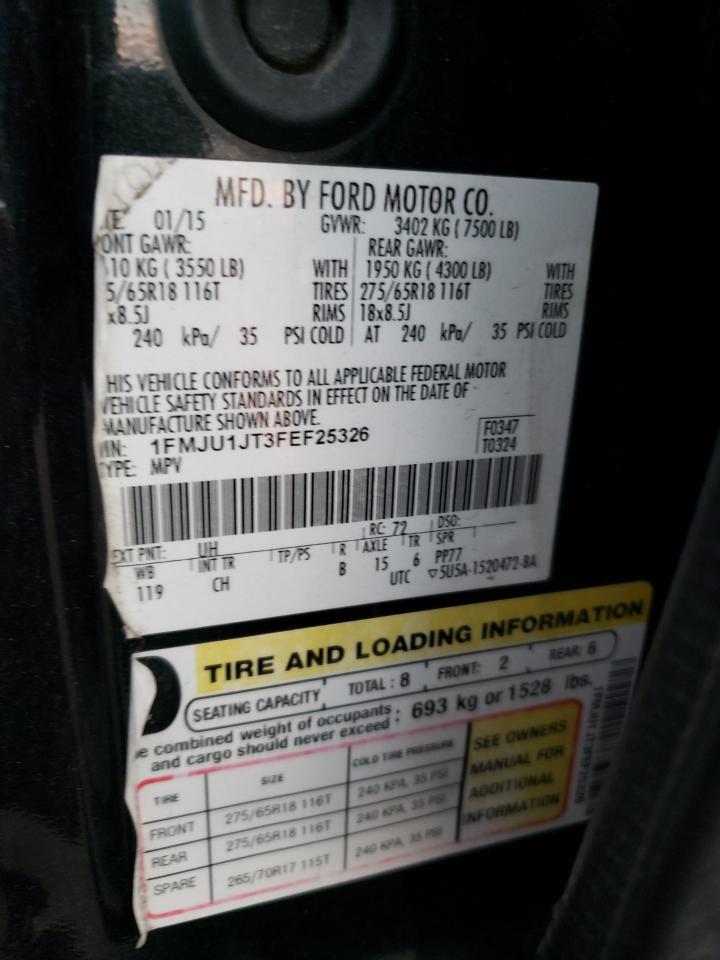 MFD. BY FORD MOTOR CO.
TE 01/15 GVWR: 3402 KG ( 7500 LB)
ONT GAWR: REAR GAWR:
10 KG ( 3550 LB) WITH 1950 KG ( 4300 LB) WITH
5/65R18 116T TIRES 275/65R18 116T TIRES
x8.5J RIMS 18x8.5J RIMS
240 kPa/ 35 PSI COLD AT 240 kPa/ 35 PSI COLD
HIS VEHICLE CONFORMS TO ALL APPLICABLE FEDERAL MOTOR
VEHICLE SAFETY STANDARDS IN EFFECT ON THE DATE OF
MANUFACTURE SHOWN ABOVE.
VIN: 1FMJU1JT3FEF25326 F0347
TYPE: MPV T0324
EXT PNT: UH RC: 72 DSO:
WB INT TR TP/PS R AXLE TR SPR
119 CH B 15 6 PP77
UTC ▽5U5A-1520472-BA
TIRE AND LOADING INFORMATION
SEATING CAPACITY TOTAL : 8 FRONT: 2 REAR: 6
e combined weight of occupants
and cargo should never exceed : 693 kg or 1528 lbs.
TIRE SIZE COLD TIRE PRESSURE SEE OWNERS
FRONT 275/65R18 116T 240 KPA, 35 PSI MANUAL FOR
REAR 275/65R18 116T 240 KPA, 35 PSI ADDITIONAL
SPARE 265/70R17 115T 240 KPA, 35 PSI INFORMATION